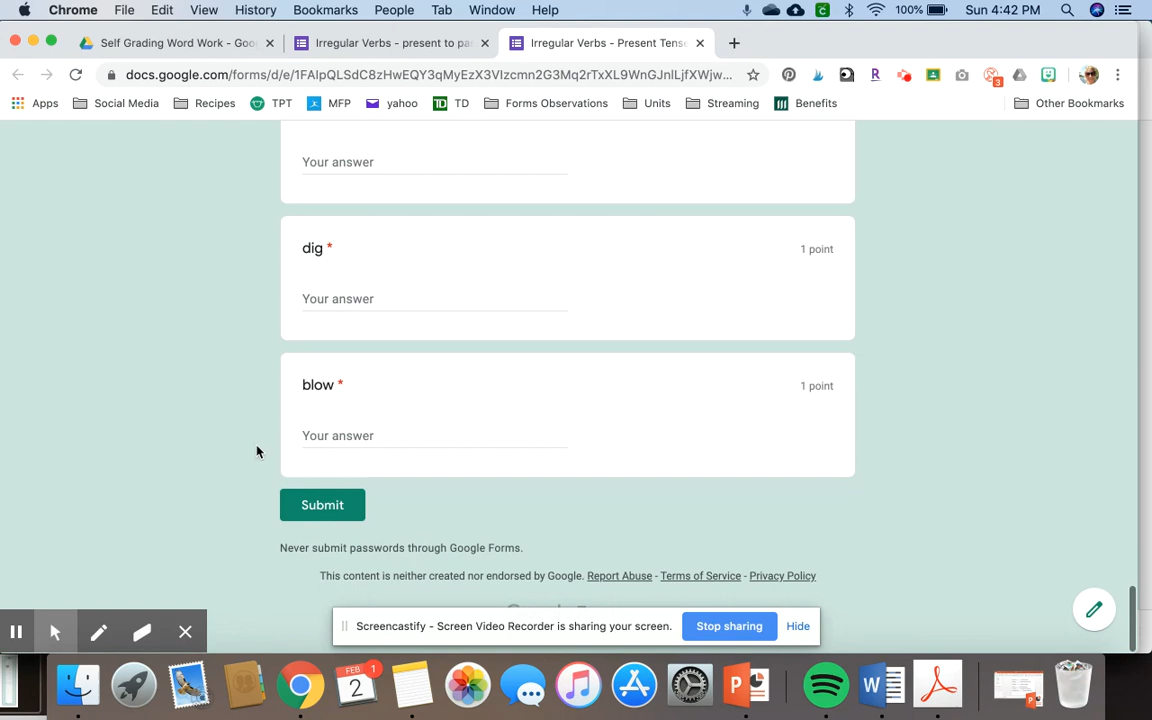 Chrome File Edit View History Bookmarks People Tab Window Help 100% Sun 4:42 PM
Self Grading Word Work - Goo
Irregular Verbs - present to pa
Irregular Verbs - Present Tense
docs.google.com/forms/d/e/1FAIpQLSdC8zHwEQY3qMyEzX3VIzcmn2G3Mq2rTxXL9WnGJnlLjfXWjw...
3
Apps Social Media Recipes TPT MFP yahoo TD Forms Observations Units Streaming Benefits Other Bookmarks
Your answer
dig * 1 point
Your answer
blow * 1 point
Your answer
Submit
Never submit passwords through Google Forms.
This content is neither created nor endorsed by Google. Report Abuse - Terms of Service - Privacy Policy
Screencastify - Screen Video Recorder is sharing your screen. Stop sharing Hide
FEB 1
2